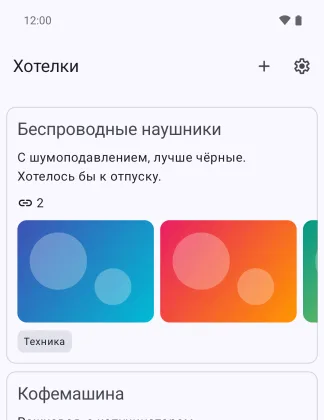 12:00
Хотелки
Беспроводные наушники
С шумоподавлением, лучше чёрные.
Хотелось бы к отпуску.
2
Техника
Кофемашина